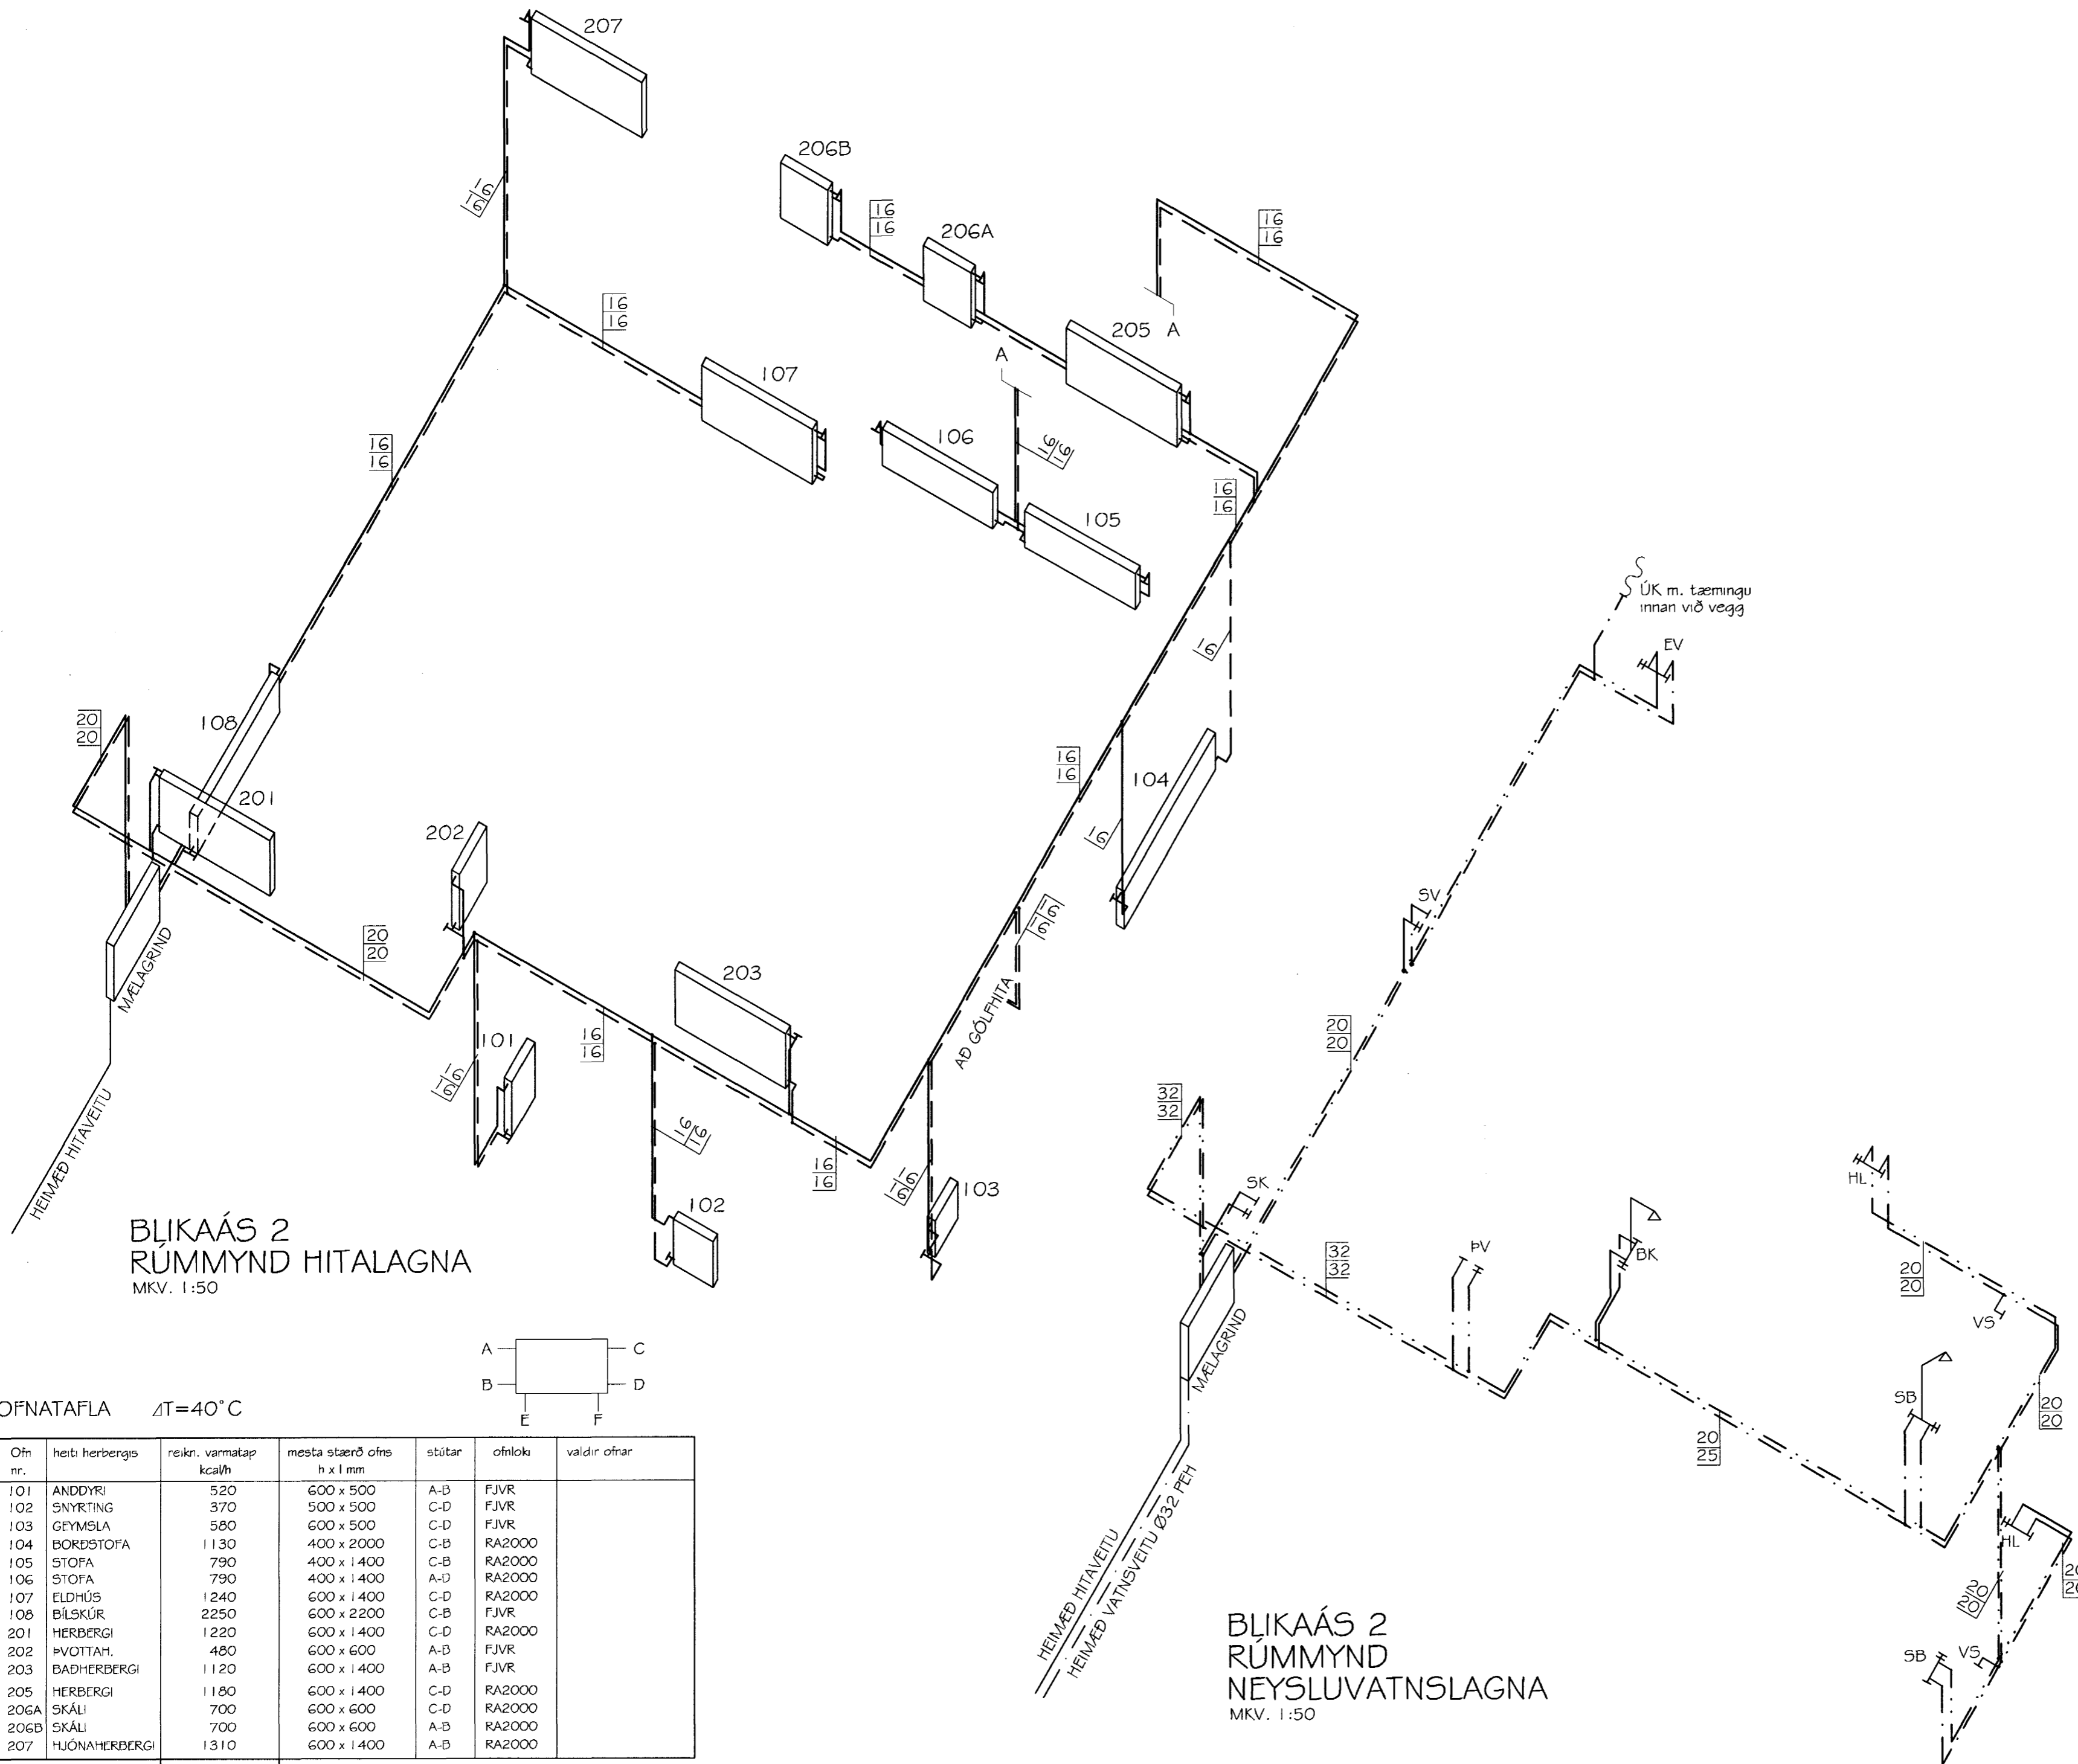 207
206B
16
16
206A
16
16
16
16
205
A
A
16
16
107
106
16
16
16
16
105
16
16
16
16
ÚK m. tæmingu
innan við vegg
EV
108
20
20
201
16
16
104
16
202
SV
16
16
MÆLAGRIND
20
20
203
AÐ GÓLFHITA
101
16
16
20
20
16
16
HEIMÆÐ HITAVEITU
16
16
16
16
16
16
103
102
BLIKAÁS 2
RÚMMYND HITALAGNA
MKV. 1:50
32
32
SK
HL
ÞV
BK
32
32
20
20
VS
MÆLAGRIND
SB
20
20
20
25
HL
20
20
HEIMÆÐ HITAVEITU
HEIMÆÐ VATNSVEITU Ø32 PEH
SB
VS
BLIKAÁS 2
RÚMMYND
NEYSLUVATNSLAGNA
MKV. 1:50
A C
B D
E F
OFNATAFLA ΔT=40°C
Ofn nr. heiti herbergis reikn. varmatap kcal/h mesta stærð ofns h x l mm stútar ofnloki valdir ofnar
101 ANDDYRI 520 600 x 500 A-B FJVR
102 SNYRTING 370 500 x 500 C-D FJVR
103 GEYMSLA 580 600 x 500 C-D FJVR
104 BORÐSTOFA 1130 400 x 2000 C-B RA2000
105 STOFA 790 400 x 1400 C-B RA2000
106 STOFA 790 400 x 1400 A-D RA2000
107 ELDHÚS 1240 600 x 1400 C-D RA2000
108 BÍLSKÚR 2250 600 x 2200 C-B FJVR
201 HERBERGI 1220 600 x 1400 C-D RA2000
202 ÞVOTTAH. 480 600 x 600 A-B FJVR
203 BAÐHERBERGI 1120 600 x 1400 A-B FJVR
205 HERBERGI 1180 600 x 1400 C-D RA2000
206A SKÁLI 700 600 x 600 C-D RA2000
206B SKÁLI 700 600 x 600 A-B RA2000
207 HJÓNAHERBERGI 1310 600 x 1400 A-B RA2000